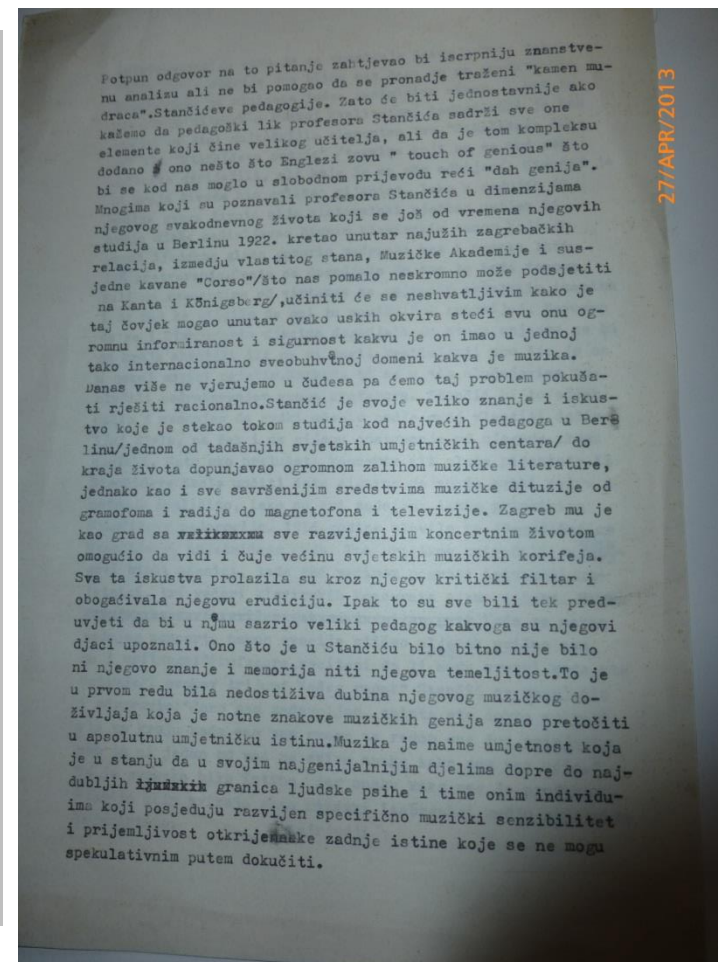 Potpun odgovor na to pitanje zahtjevao bi iscrpniju znanstve-
nu analizu ali ne bi pomogao da se pronadje traženi "kamen mu-
draca".Stančićeve pedagogije. Zato će biti jednostavnije ako
kažemo da pedagoški lik profesora Stančića sadrži sve one
elemente koji čine velikog učitelja, ali da je tom kompleksu
dodano ono nešto što Englezi zovu " touch of genious" što
bi se kod nas moglo u slobodnom prijevodu reći "dah genija".
Mnogima koji su poznavali profesora Stančića u dimenzijama
njegovog svakodnevnog života koji se još od vremena njegovih
studija u Berlinu 1922. kretao unutar najužih zagrebačkih
relacija, izmedju vlastitog stana, Muzičke Akademije i sus-
jedne kavane "Corso"/što nas pomalo neskromno može podsjetiti
na Kanta i Königsberg/,učiniti će se neshvatljivim kako je
taj čovjek mogao unutar ovako uskih okvira steći svu onu og-
romnu informiranost i sigurnost kakvu je on imao u jednoj
tako internacionalno sveobuhvatnoj domeni kakva je muzika.
Danas više ne vjerujemo u čudesa pa ćemo taj problem pokuša-
ti rješiti racionalno.Stančić je svoje veliko znanje i iskus-
tvo koje je stekao tokom studija kod najvećih pedagoga u Ber
linu/jednom od tadašnjih svjetskih umjetničkih centara/ do
kraja života dopunjavao ogromnom zalihom muzičke literature,
jednako kao i sve savršenijim sredstvima muzičke dituzije od
gramofoma i radija do magnetofona i televizije. Zagreb mu je
kao grad sa sve razvijenijim koncertnim životom
omogućio da vidi i čuje većinu svjetskih muzičkih korifeja.
Sva ta iskustva prolazila su kroz njegov kritički filtar i
obogaćivala njegovu erudiciju. Ipak to su sve bili tek pred-
uvjeti da bi u njemu sazrio veliki pedagog kakvoga su njegovi
djaci upoznali. Ono što je u Stančiću bilo bitno nije bilo
ni njegovo znanje i memorija niti njegova temeljitost.To je
u prvom redu bila nedostiživa dubina njegovog muzičkog do-
življaja koja je notne znakove muzičkih genija znao pretočiti
u apsolutnu umjetničku istinu.Muzika je naime umjetnost koja
je u stanju da u svojim najgenijalnijim djelima dopre do naj-
dubljih ljudskih granica ljudske psihe i time onim individu-
ima koji posjeduju razvijen specifično muzički senzibilitet
i prijemljivost zadnje istine koje se ne mogu
spekulativnim putem dokučiti.
27/APR/2013